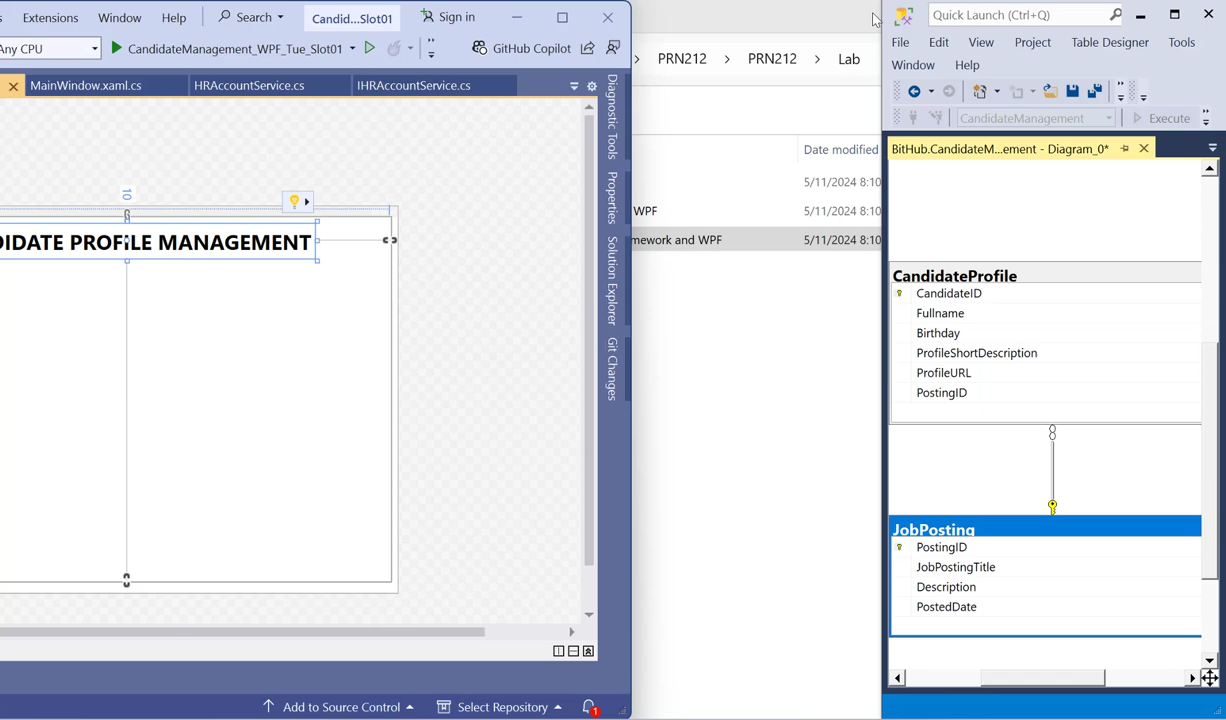 s Extensions Window Help Search Candid...Slot01 Sign in
Any CPU CandidateManagement_WPF_Tue_Slot01 GitHub Copilot
MainWindow.xaml.cs HRAccountService.cs IHRAccountService.cs
10
DIDATE PROFILE MANAGEMENT
Diagnostic Tools
Properties
Solution Explorer
Git Changes
Add to Source Control Select Repository 1
> PRN212 > PRN212 > Lab
Date modified
5/11/2024 8:10
WPF 5/11/2024 8:10
mework and WPF 5/11/2024 8:10
Quick Launch (Ctrl+Q)
File Edit View Project Table Designer Tools
Window Help
CandidateManagement Execute
BitHub.CandidateM...ement - Diagram_0*
CandidateProfile
CandidateID
Fullname
Birthday
ProfileShortDescription
ProfileURL
PostingID
JobPosting
PostingID
JobPostingTitle
Description
PostedDate